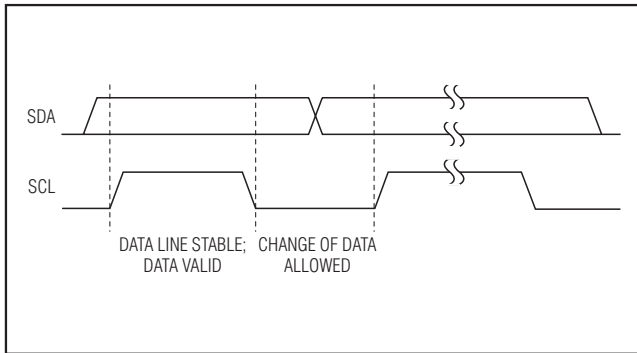 SDA
SCL
DATA LINE STABLE;
DATA VALID
CHANGE OF DATA
ALLOWED